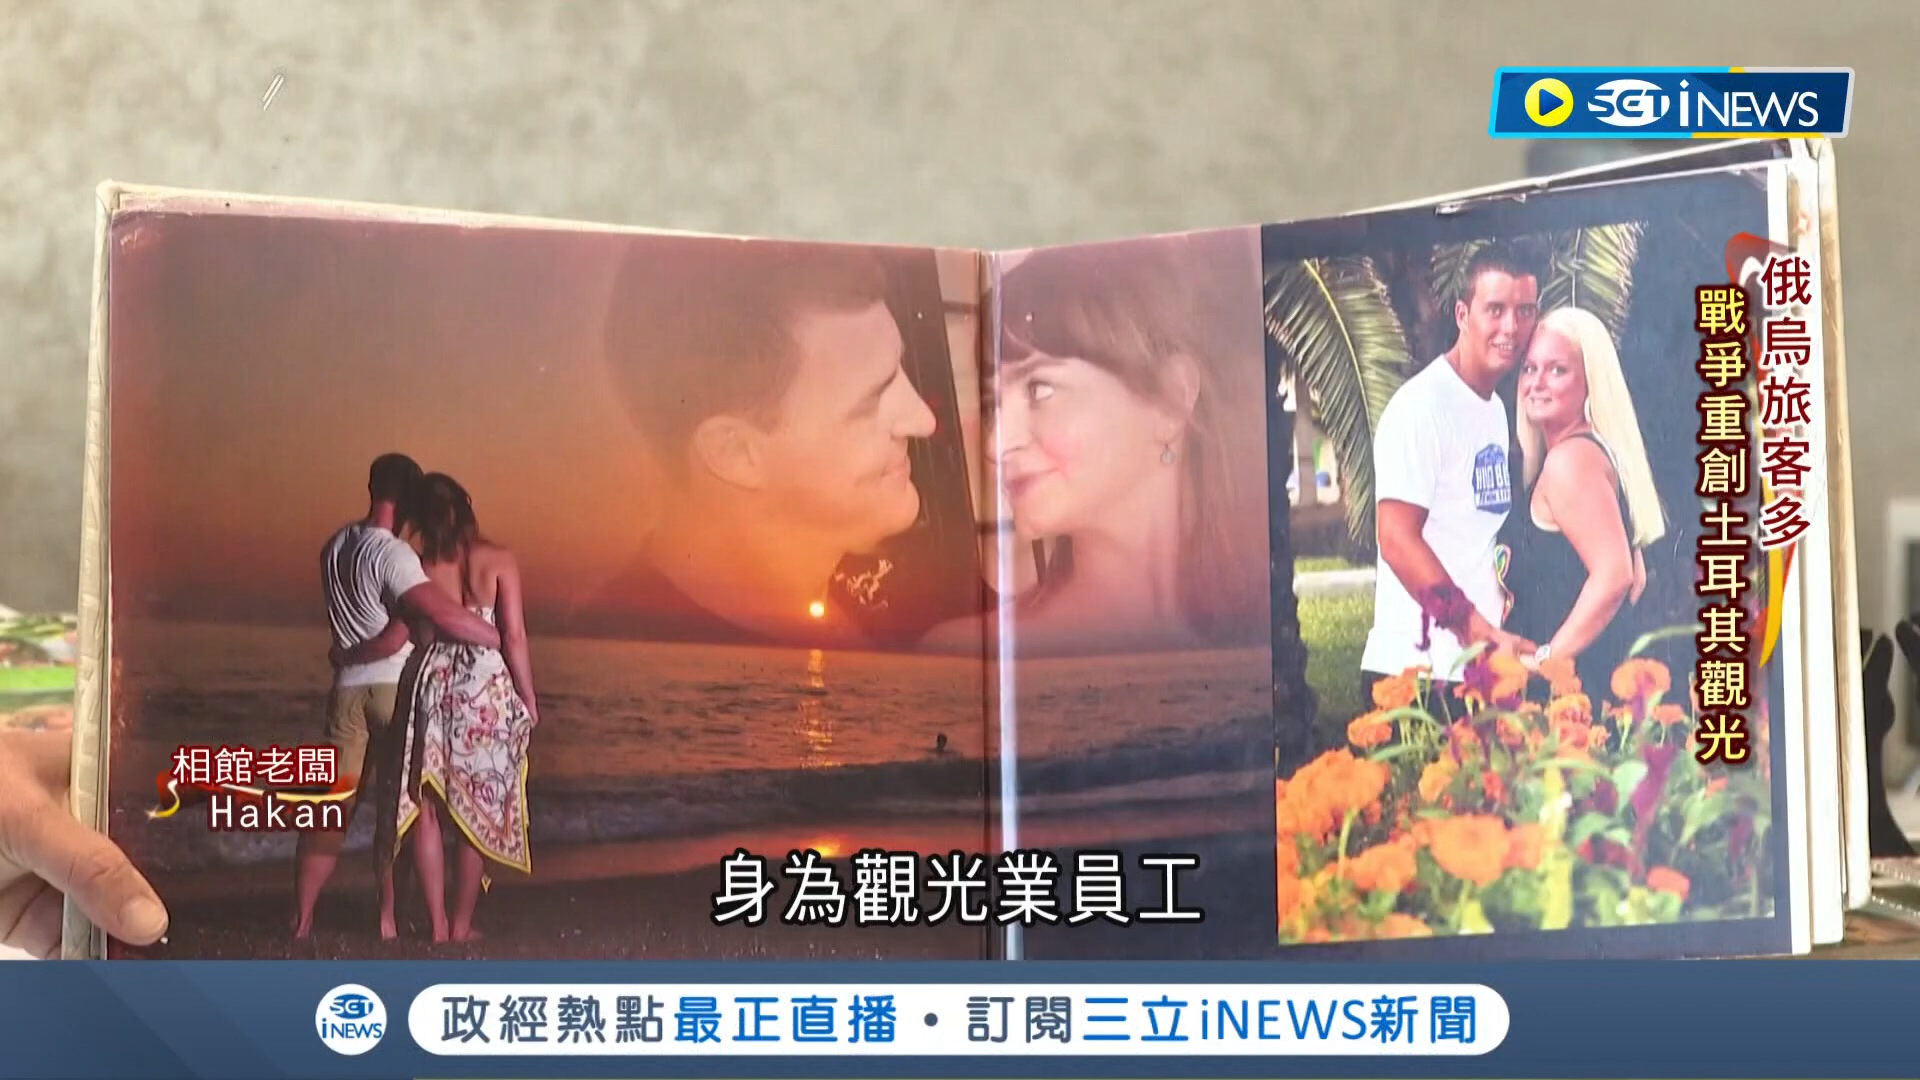 SET iNEWS
俄烏旅客多
戰爭重創土耳其觀光
相館老闆
Hakan
身為觀光業員工
SET iNEWS
政經熱點最正直播・訂閱三立iNEWS新聞